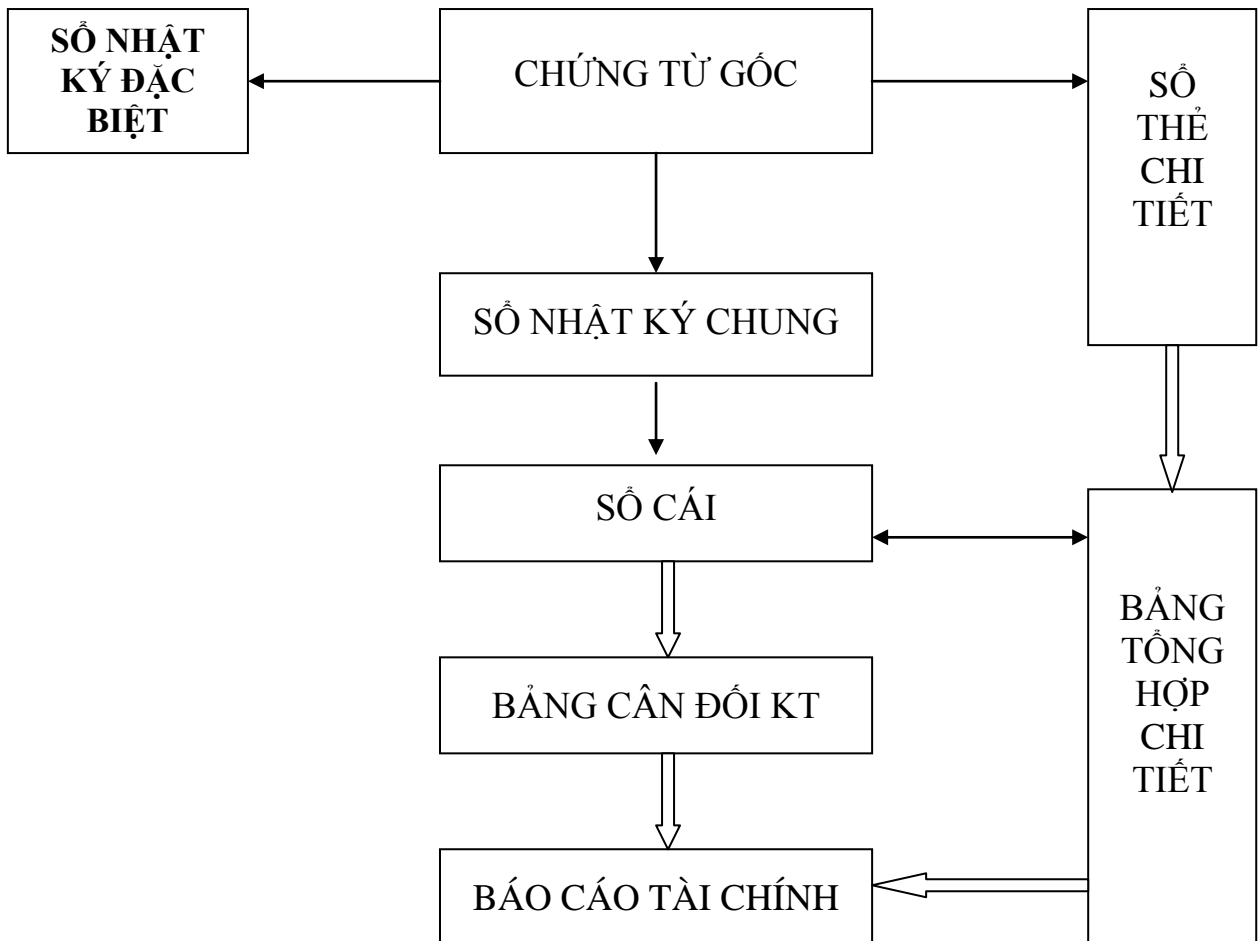 SỔ NHẬT
KÝ ĐẶC
BIỆT
CHỨNG TỪ GỐC
SỔ
THẺ
CHI
TIẾT
SỔ NHẬT KÝ CHUNG
SỔ CÁI
BẢNG
TỔNG
HỢP
CHI
TIẾT
BẢNG CÂN ĐỐI KT
BÁO CÁO TÀI CHÍNH